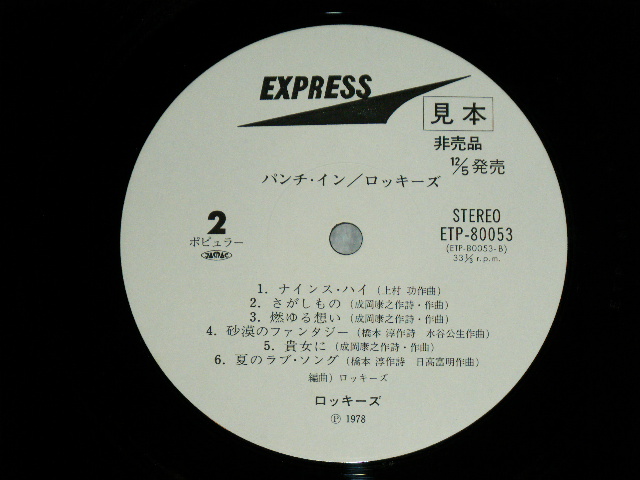 EXPRESS
見本
非売品
12/5 発売
パンチ・イン／ロッキーズ
2
ポピュラー
JASRAC
STEREO
ETP-80053
(ETP-80053-B)
33⅓ r.p.m.
1. ナインス・ハイ (上村 功作曲)
2. さがしもの (成岡康之作詩・作曲)
3. 燃ゆる想い (成岡康之作詩・作曲)
4. 砂漠のファンタジー (橋本 淳作詩 水谷公生作曲)
5. 貴女に (成岡康之作詩・作曲)
6. 夏のラブ・ソング (橋本 淳作詩 日高富明作曲)
編曲) ロッキーズ
ロッキーズ
Ⓟ 1978